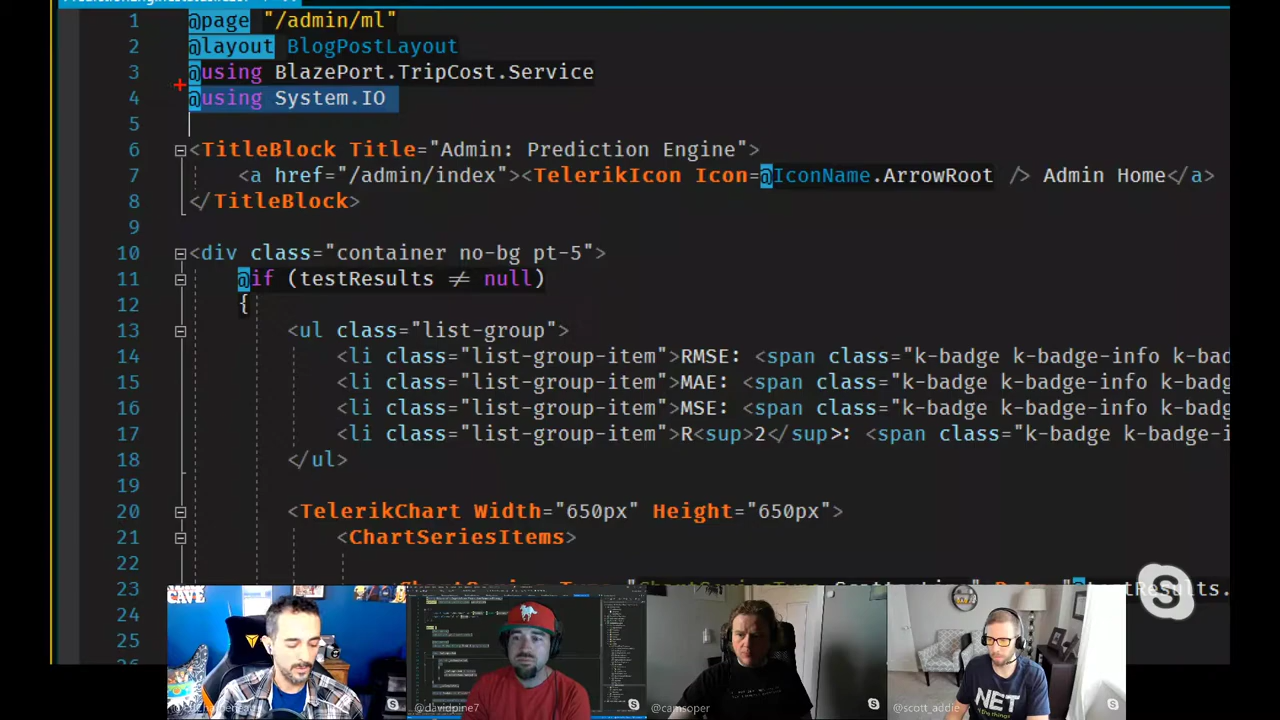 1 @page "/admin/ml"
2 @layout BlogPostLayout
3 @using BlazePort.TripCost.Service
4 @using System.IO
5
6 <TitleBlock Title="Admin: Prediction Engine">
7 <a href="/admin/index"><TelerikIcon Icon=@IconName.ArrowRoot /> Admin Home</a>
8 </TitleBlock>
9
10 <div class="container no-bg pt-5">
11 @if (testResults ≠ null)
12 {
13 <ul class="list-group">
14 <li class="list-group-item">RMSE: <span class="k-badge k-badge-info k-bad
15 <li class="list-group-item">MAE: <span class="k-badge k-badge-info k-bad
16 <li class="list-group-item">MSE: <span class="k-badge k-badge-info k-bad
17 <li class="list-group-item">R<sup>2</sup>: <span class="k-badge k-badge-i
18 </ul>
19
20 <TelerikChart Width="650px" Height="650px">
21 <ChartSeriesItems>
22
23
24
25
CAVE
@davidpine7
@camsoper
@scott_addie
NET
S